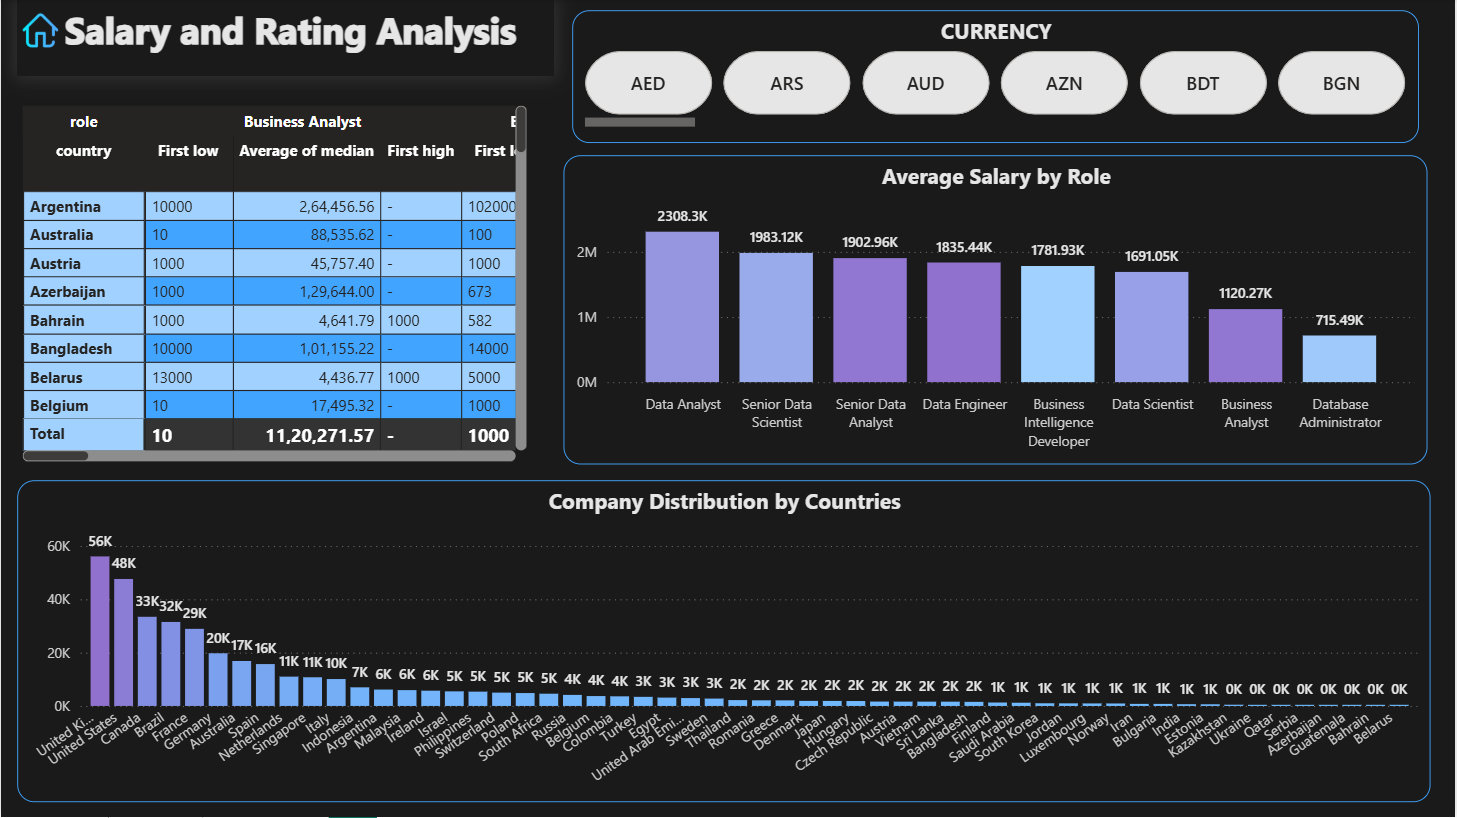 Salary and Rating Analysis
CURRENCY
AED ARS AUD AZN BDT BGN
role Business Analyst
country First low Average of median First high First l
Argentina 10000 2,64,456.56 - 102000
Australia 10 88,535.62 - 100
Austria 1000 45,757.40 - 1000
Azerbaijan 1000 1,29,644.00 - 673
Bahrain 1000 4,641.79 1000 582
Bangladesh 10000 1,01,155.22 - 14000
Belarus 13000 4,436.77 1000 5000
Belgium 10 17,495.32 - 1000
Total 10 11,20,271.57 - 1000
Average Salary by Role
2308.3K 1983.12K 1902.96K 1835.44K 1781.93K 1691.05K 1120.27K 715.49K
2M
1M
0M
Data Analyst
Senior Data
Scientist
Senior Data
Analyst
Data Engineer
Business
Intelligence
Developer
Data Scientist
Business
Analyst
Database
Administrator
Company Distribution by Countries
60K
40K
20K
0K
56K 48K 33K 32K 29K 20K 17K 16K 11K 11K 10K 7K 6K 6K 6K 5K 5K 5K 5K 5K 4K 4K 4K 3K 3K 3K 3K 2K 2K 2K 2K 2K 2K 2K 2K 2K 2K 2K 1K 1K 1K 1K 1K 1K 1K 1K 1K 1K 0K 0K 0K 0K 0K 0K 0K 0K
United Ki...
United States
Canada
Brazil
France
Germany
Australia
Spain
Netherlands
Singapore
Italy
Indonesia
Argentina
Malaysia
Ireland
Israel
Philippines
Switzerland
Poland
South Africa
Russia
Belgium
Colombia
Turkey
Egypt
United Arab Emi...
Sweden
Thailand
Romania
Greece
Denmark
Japan
Hungary
Czech Republic
Austria
Vietnam
Sri Lanka
Bangladesh
Finland
Saudi Arabia
South Korea
Jordan
Luxembourg
Norway
Iran
Bulgaria
India
Estonia
Kazakhstan
Ukraine
Qatar
Serbia
Azerbaijan
Guatemala
Bahrain
Belarus